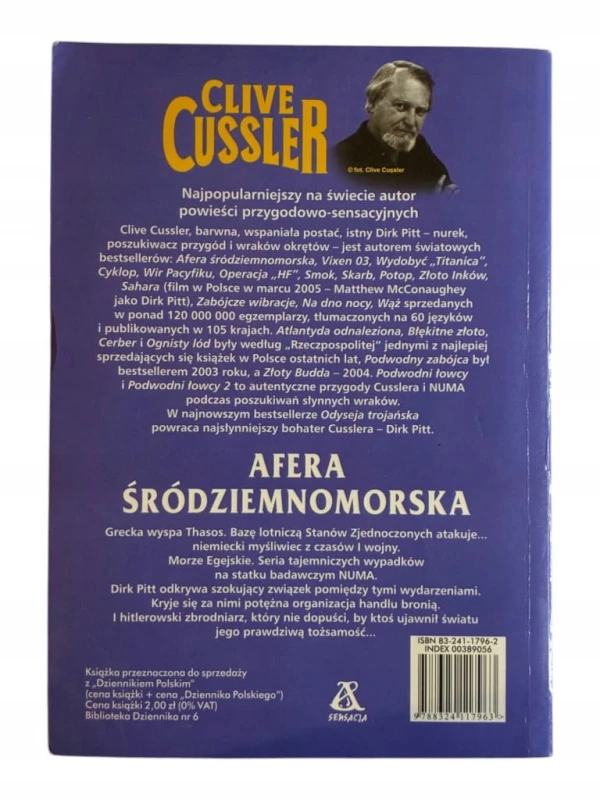 CLIVE
CUSSLER
© fot. Clive Cussler
Najpopularniejszy na świecie autor
powieści przygodowo-sensacyjnych
Clive Cussler, barwna, wspaniała postać, istny Dirk Pitt – nurek,
poszukiwacz przygód i wraków okrętów – jest autorem światowych
bestsellerów: Afera śródziemnomorska, Vixen 03, Wydobyć „Titanica”,
Cyklop, Wir Pacyfiku, Operacja „HF”, Smok, Skarb, Potop, Złoto Inków,
Sahara (film w Polsce w marcu 2005 – Matthew McConaughey
jako Dirk Pitt), Zabójcze wibracje, Na dno nocy, Wąż sprzedanych
w ponad 120 000 000 egzemplarzy, tłumaczonych na 60 języków
i publikowanych w 105 krajach. Atlantyda odnaleziona, Błękitne złoto,
Cerber i Ognisty lód były według „Rzeczpospolitej” jednymi z najlepiej
sprzedających się książek w Polsce ostatnich lat, Podwodny zabójca był
bestsellerem 2003 roku, a Złoty Budda – 2004. Podwodni łowcy
i Podwodni łowcy 2 to autentyczne przygody Cusslera i NUMA
podczas poszukiwań słynnych wraków.
W najnowszym bestsellerze Odyseja trojańska
powraca najsłynniejszy bohater Cusslera – Dirk Pitt.
AFERA
ŚRÓDZIEMNOMORSKA
Grecka wyspa Thasos. Bazę lotniczą Stanów Zjednoczonych atakuje...
niemiecki myśliwiec z czasów I wojny.
Morze Egejskie. Seria tajemniczych wypadków
na statku badawczym NUMA.
Dirk Pitt odkrywa szokujący związek pomiędzy tymi wydarzeniami.
Kryje się za nimi potężna organizacja handlu bronią.
I hitlerowski zbrodniarz, który nie dopuści, by ktoś ujawnił światu
jego prawdziwą tożsamość...
ISBN 83-241-1796-2
INDEX 00389056
9 788324 117963 >
Książka przeznaczona do sprzedaży
z „Dziennikiem Polskim”
(cena książki + cena „Dziennika Polskiego”)
Cena książki 2,00 zł (0% VAT)
Biblioteka Dziennika nr 6
A
SENSACJA